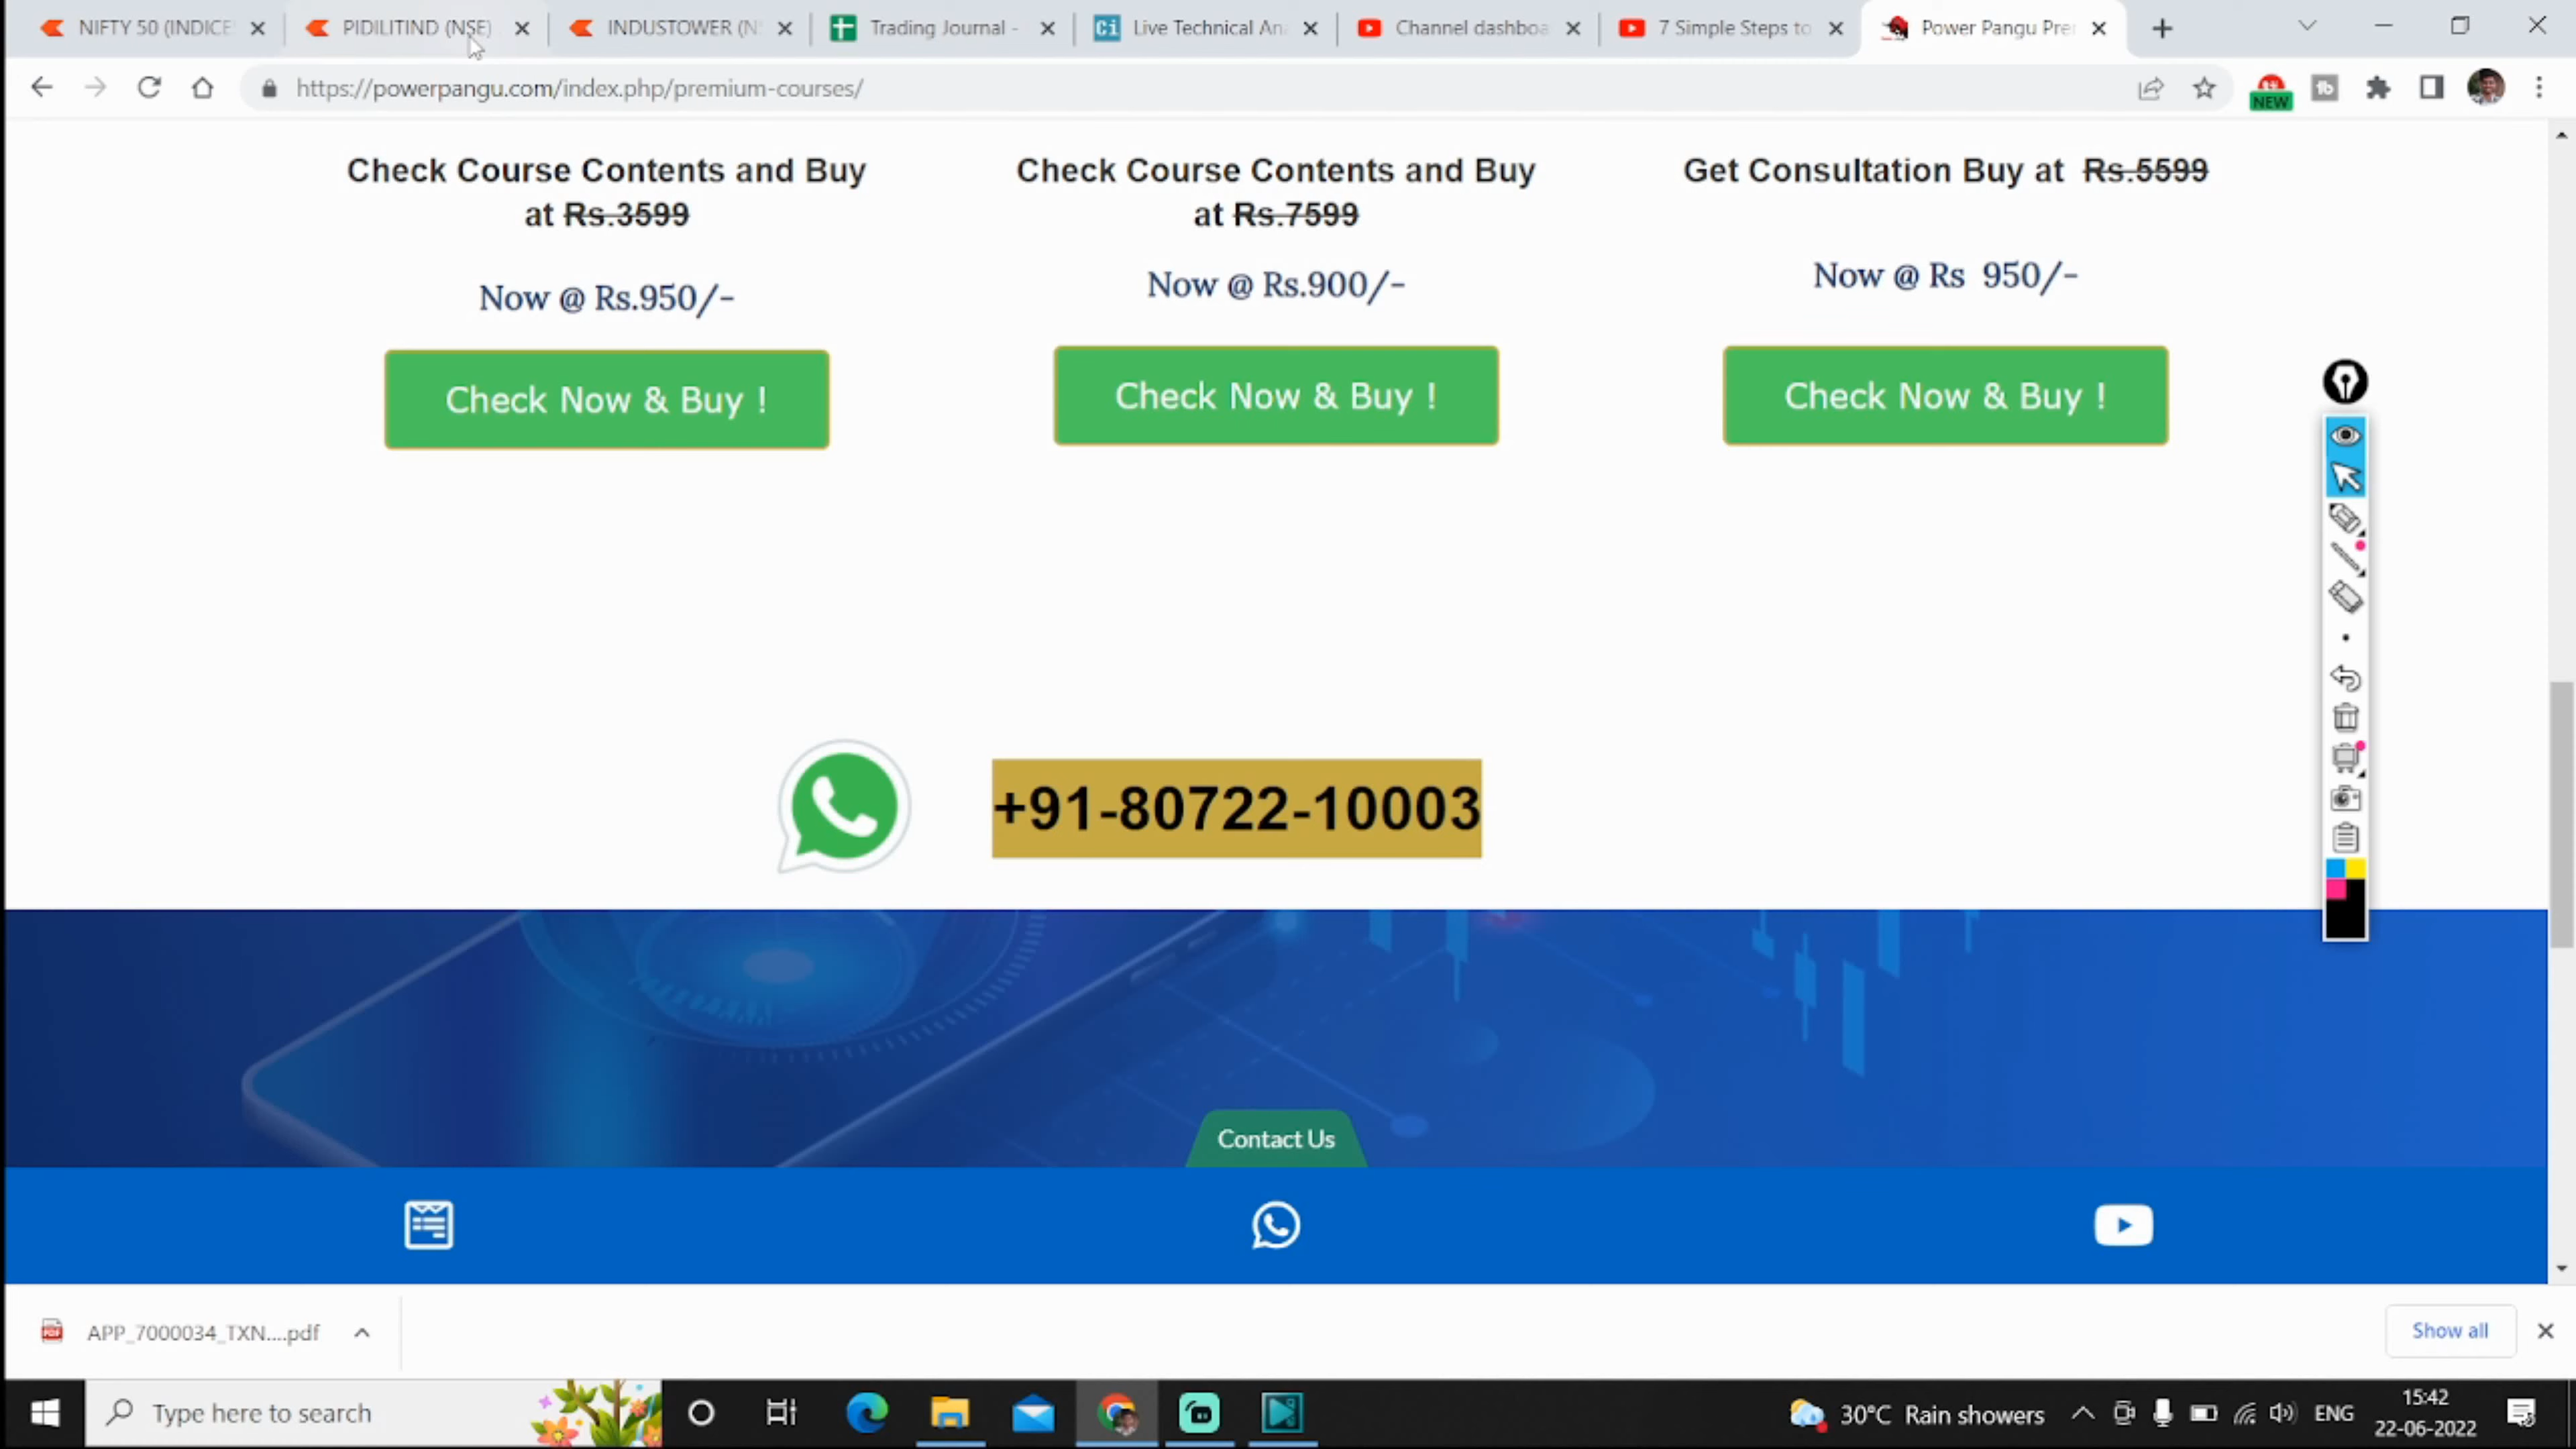 NIFTY 50 (INDICE
PIDILITIND (NSE)
INDUSTOWER (N
Trading Journal -
Live Technical An
Channel dashboa
7 Simple Steps to
Power Pangu Pre
https://powerpangu.com/index.php/premium-courses/
NEW
Check Course Contents and Buy
at Rs.3599
Now @ Rs.950/-
Check Now & Buy !
Check Course Contents and Buy
at Rs.7599
Now @ Rs.900/-
Check Now & Buy !
Get Consultation Buy at Rs.5599
Now @ Rs 950/-
Check Now & Buy !
+91-80722-10003
Contact Us
APP_7000034_TXN....pdf
Show all
Type here to search
30°C Rain showers
ENG
15:42
22-06-2022